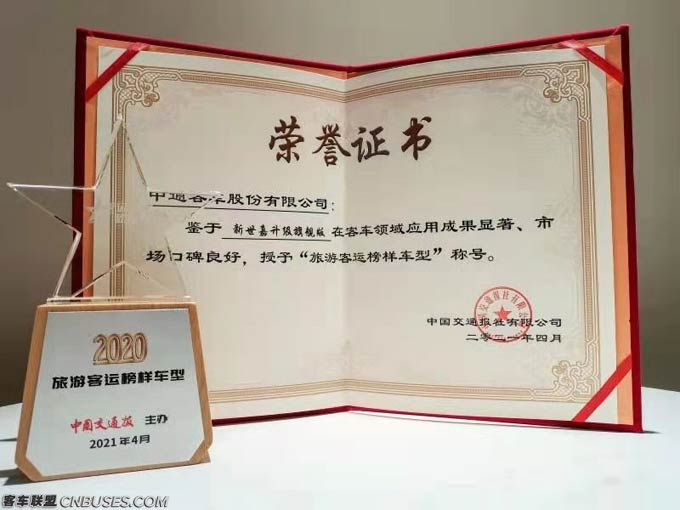 荣誉证书
中通客车股份有限公司：
鉴于 新世嘉升级旗舰版 在客车领域应用成果显著、市
场口碑良好，授予“旅游客运榜样车型”称号。
中国交通报社有限公司
二〇二一年四月
2020
旅游客运榜样车型
中国交通报 主办
2021年4月
客车联盟 CNBUSES.COM